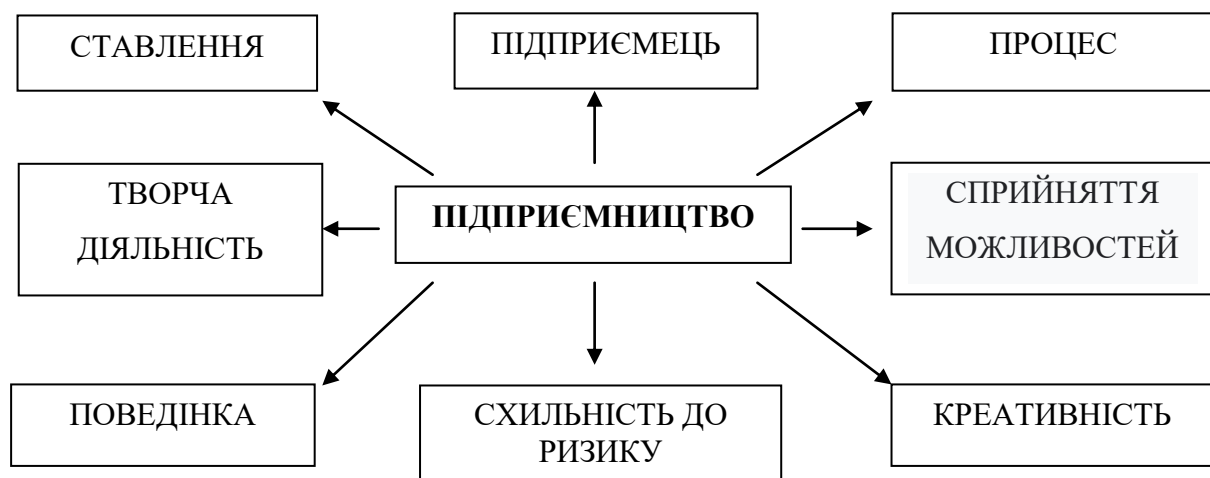 СТАВЛЕННЯ
ПІДПРИЄМЕЦЬ
ПРОЦЕС
ТВОРЧА
ДІЯЛЬНІСТЬ
ПІДПРИЄМНИЦТВО
СПРИЙНЯТТЯ
МОЖЛИВОСТЕЙ
ПОВЕДІНКА
СХИЛЬНІСТЬ ДО
РИЗИКУ
КРЕАТИВНІСТЬ